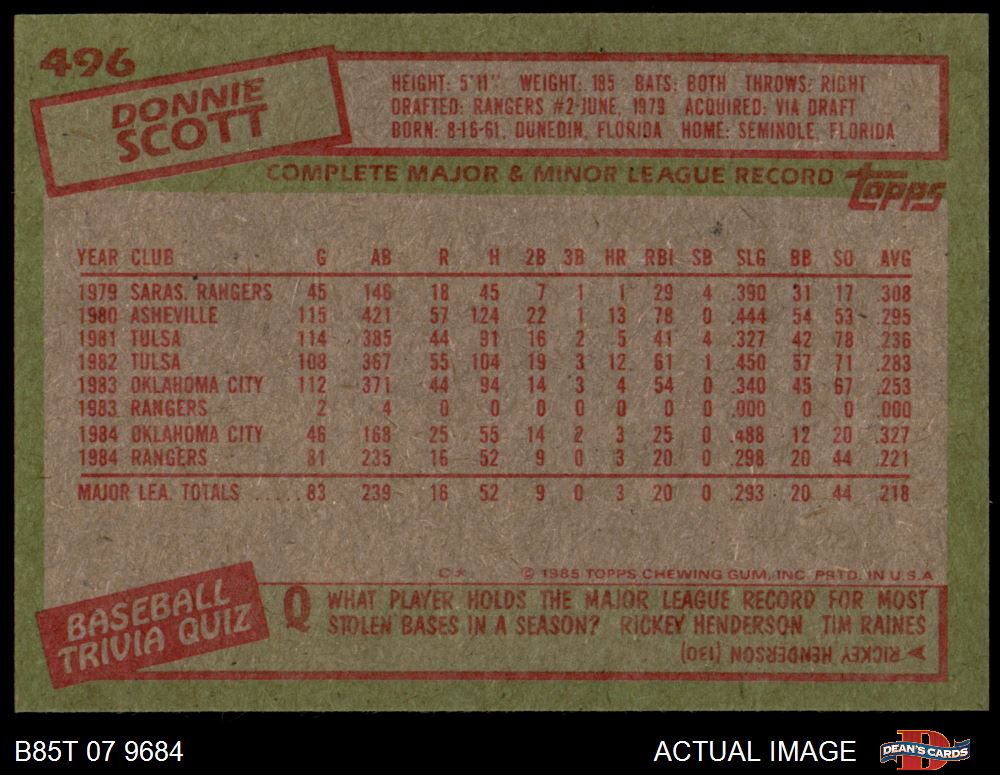 496
DONNIE
SCOTT
HEIGHT: 5'11" WEIGHT: 185 BATS: BOTH THROWS: RIGHT
DRAFTED: RANGERS #2-JUNE, 1979 ACQUIRED: VIA DRAFT
BORN: 8-16-61, DUNEDIN, FLORIDA HOME: SEMINOLE, FLORIDA
COMPLETE MAJOR & MINOR LEAGUE RECORD
topps
YEAR CLUB G AB R H 2B 3B HR RBI SB SLG BB SO AVG
1979 SARAS. RANGERS 45 146 18 45 7 1 1 29 4 .390 31 17 .308
1980 ASHEVILLE 115 421 57 124 22 1 13 78 0 .444 54 53 .295
1981 TULSA 114 385 44 91 16 2 5 41 4 .327 42 78 .236
1982 TULSA 108 367 55 104 19 3 12 61 1 .450 57 71 .283
1983 OKLAHOMA CITY 112 371 44 94 14 3 4 54 0 .340 45 67 .253
1983 RANGERS 2 4 0 0 0 0 0 0 0 .000 0 0 .000
1984 OKLAHOMA CITY 46 168 25 55 14 2 3 25 0 .488 12 20 .327
1984 RANGERS 81 235 16 52 9 0 3 20 0 .298 20 44 .221
MAJOR LEA. TOTALS ..... 83 239 16 52 9 0 3 20 0 .293 20 44 .218
C* © 1985 TOPPS CHEWING GUM, INC. PRTD. IN U.S.A
BASEBALL
TRIVIA QUIZ
Q WHAT PLAYER HOLDS THE MAJOR LEAGUE RECORD FOR MOST
STOLEN BASES IN A SEASON? RICKEY HENDERSON TIM RAINES
RICKEY HENDERSON (130)
B85T 07 9684
ACTUAL IMAGE
D
DEAN'S CARDS